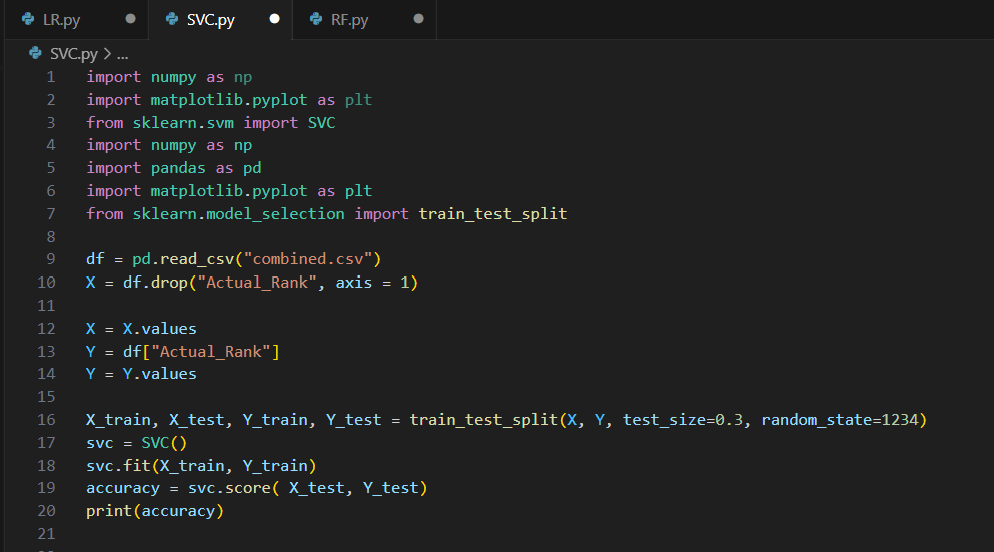 LR.py SVC.py RF.py
SVC.py > ...
1 import numpy as np
2 import matplotlib.pyplot as plt
3 from sklearn.svm import SVC
4 import numpy as np
5 import pandas as pd
6 import matplotlib.pyplot as plt
7 from sklearn.model_selection import train_test_split
8
9 df = pd.read_csv("combined.csv")
10 X = df.drop("Actual_Rank", axis = 1)
11
12 X = X.values
13 Y = df["Actual_Rank"]
14 Y = Y.values
15
16 X_train, X_test, Y_train, Y_test = train_test_split(X, Y, test_size=0.3, random_state=1234)
17 svc = SVC()
18 svc.fit(X_train, Y_train)
19 accuracy = svc.score( X_test, Y_test)
20 print(accuracy)
21